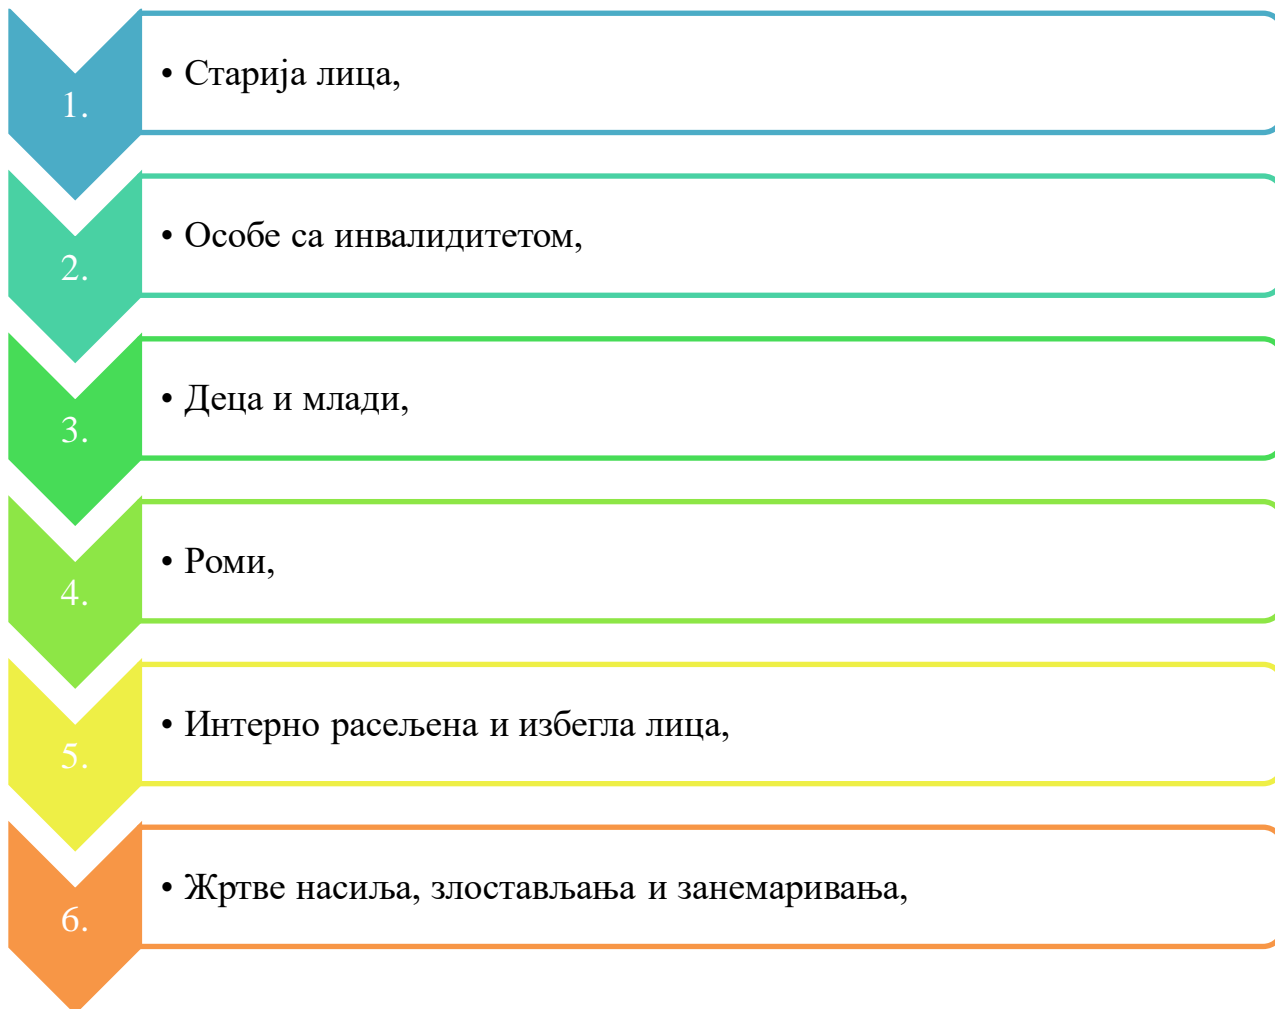 1.
• Старија лица,
2.
• Особе са инвалидитетом,
3.
• Деца и млади,
4.
• Роми,
5.
• Интерно расељена и избегла лица,
6.
• Жртве насиља, злостављања и занемаривања,